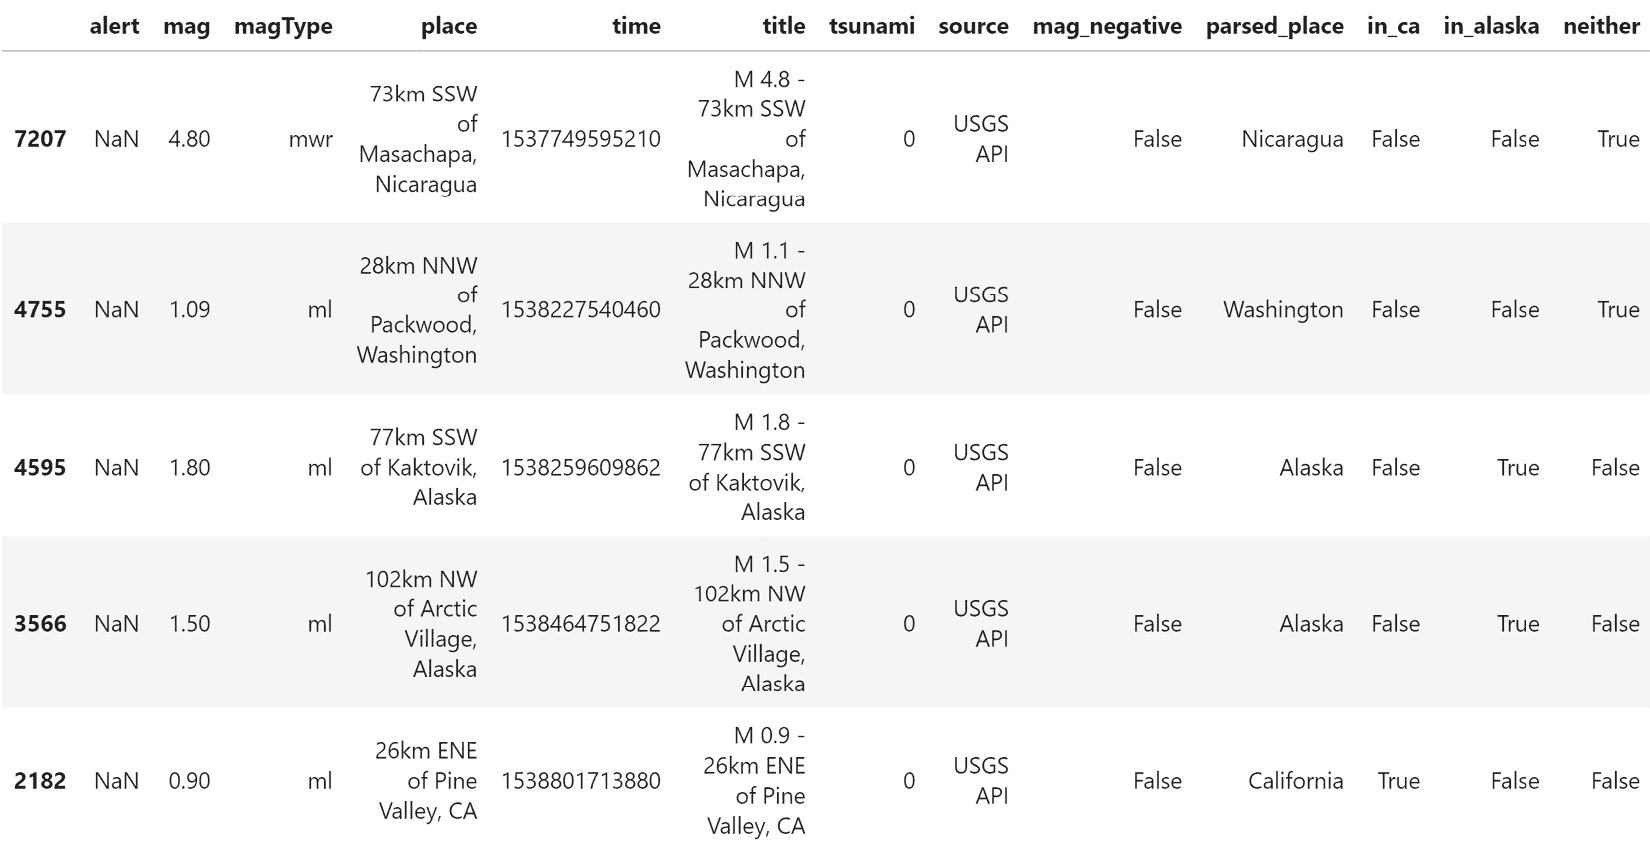 alert mag magType place time title tsunami source mag_negative parsed_place in_ca in_alaska neither
7207 NaN 4.80 mwr 73km SSW of Masachapa, Nicaragua 1537749595210 M 4.8 - 73km SSW of Masachapa, Nicaragua 0 USGS API False Nicaragua False False True
4755 NaN 1.09 ml 28km NNW of Packwood, Washington 1538227540460 M 1.1 - 28km NNW of Packwood, Washington 0 USGS API False Washington False False True
4595 NaN 1.80 ml 77km SSW of Kaktovik, Alaska 1538259609862 M 1.8 - 77km SSW of Kaktovik, Alaska 0 USGS API False Alaska False True False
3566 NaN 1.50 ml 102km NW of Arctic Village, Alaska 1538464751822 M 1.5 - 102km NW of Arctic Village, Alaska 0 USGS API False Alaska False True False
2182 NaN 0.90 ml 26km ENE of Pine Valley, CA 1538801713880 M 0.9 - 26km ENE of Pine Valley, CA 0 USGS API False California True False False